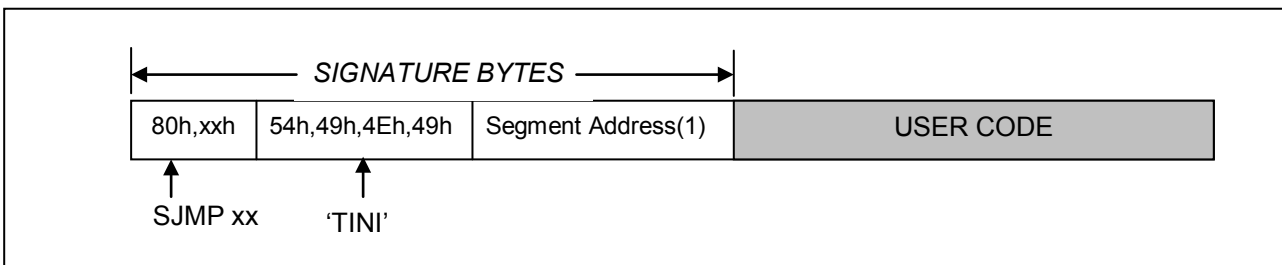 SIGNATURE BYTES
80h,xxh 54h,49h,4Eh,49h Segment Address(1) USER CODE
SJMP xx ‘TINI’